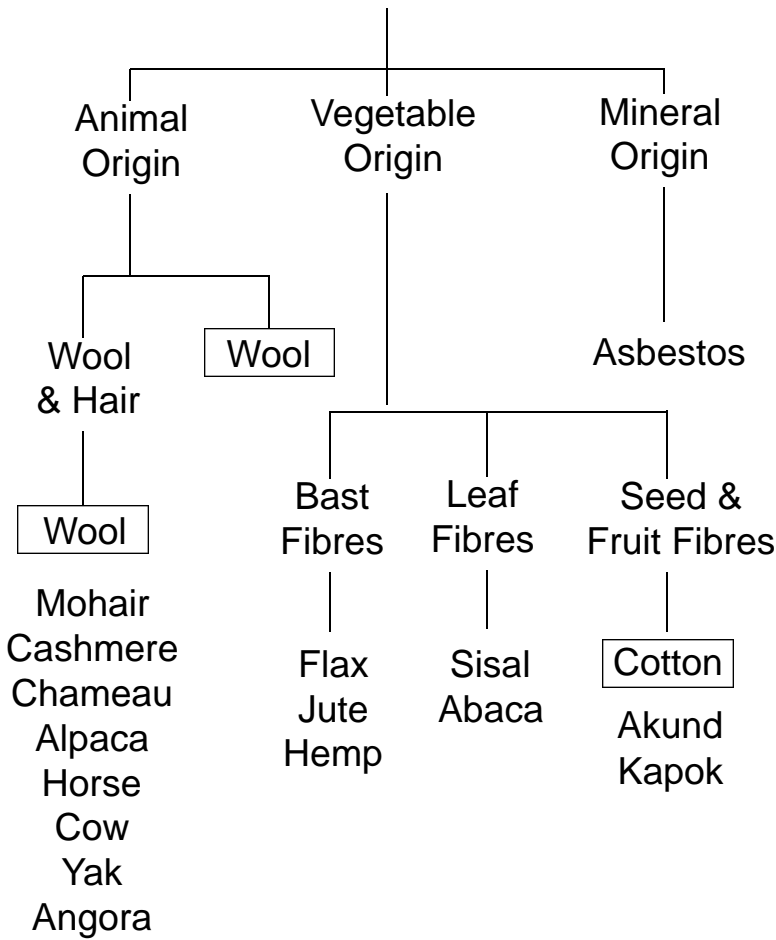 Animal
Origin
Vegetable
Origin
Mineral
Origin
Wool
& Hair
Wool
Asbestos
Wool
Mohair
Cashmere
Chameau
Alpaca
Horse
Cow
Yak
Angora
Bast
Fibres
Flax
Jute
Hemp
Leaf
Fibres
Sisal
Abaca
Seed &
Fruit Fibres
Cotton
Akund
Kapok